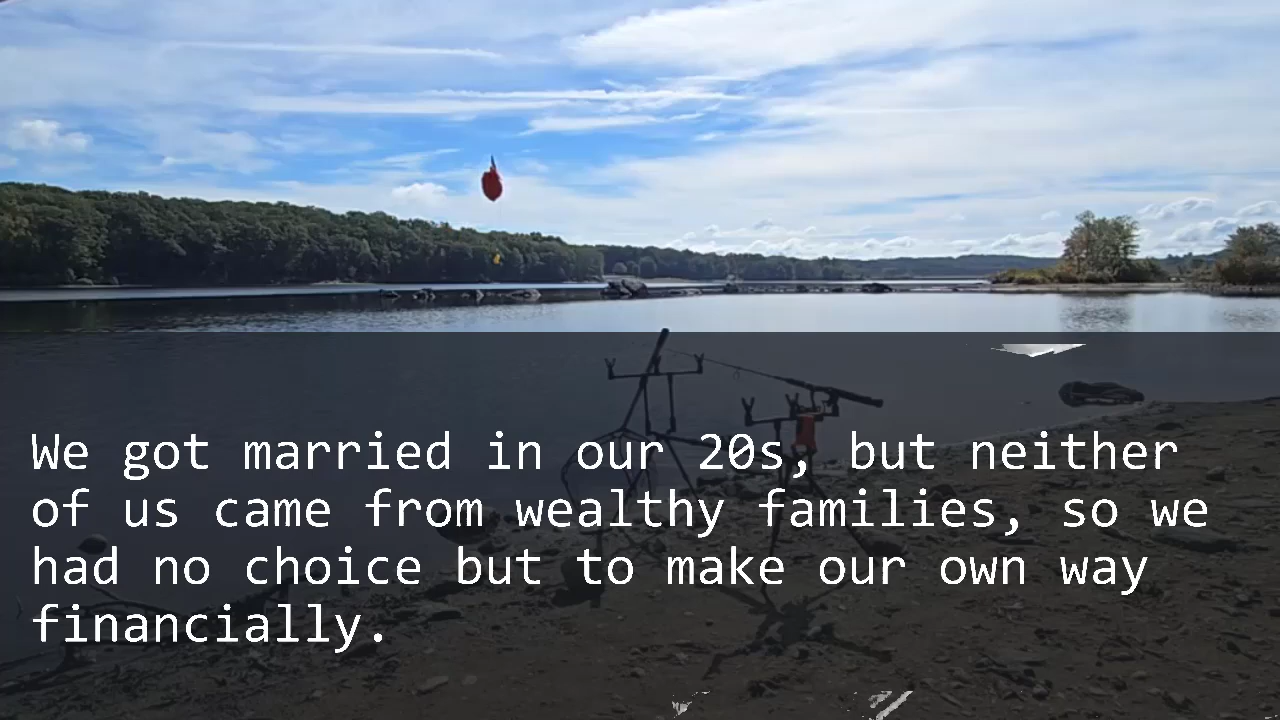 We got married in our 20s, but neither
of us came from wealthy families, so we
had no choice but to make our own way
financially.